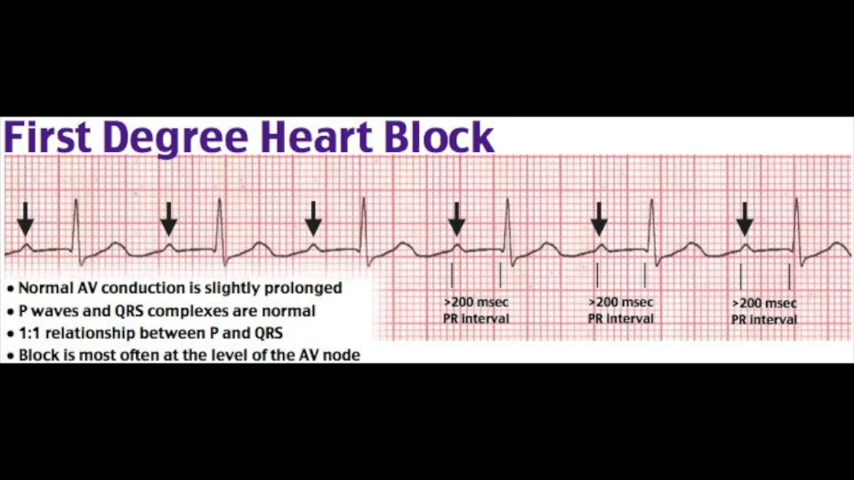 First Degree Heart Block
• Normal AV conduction is slightly prolonged
• P waves and QRS complexes are normal
• 1:1 relationship between P and QRS
• Block is most often at the level of the AV node
>200 msec
PR interval
>200 msec
PR interval
>200 msec
PR interval